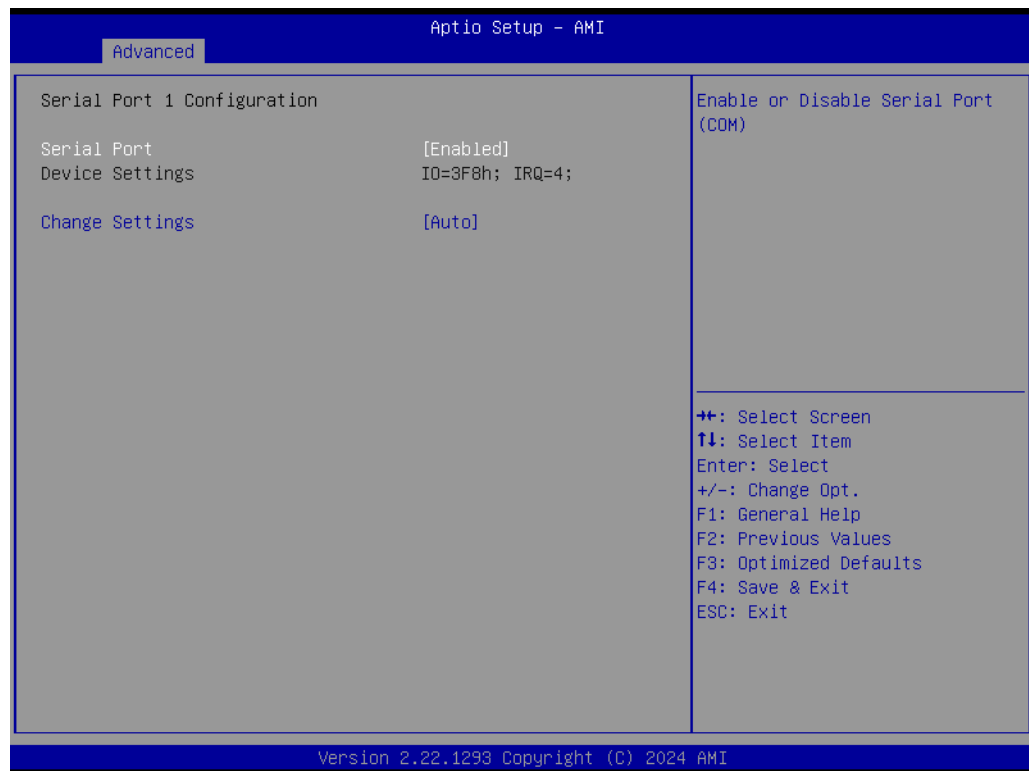 Aptio Setup – AMI
Advanced
Serial Port 1 Configuration
Serial Port [Enabled]
Device Settings IO=3F8h; IRQ=4;
Change Settings [Auto]
Enable or Disable Serial Port
(COM)
→←: Select Screen
↑↓: Select Item
Enter: Select
+/-: Change Opt.
F1: General Help
F2: Previous Values
F3: Optimized Defaults
F4: Save & Exit
ESC: Exit
Version 2.22.1293 Copyright (C) 2024 AMI